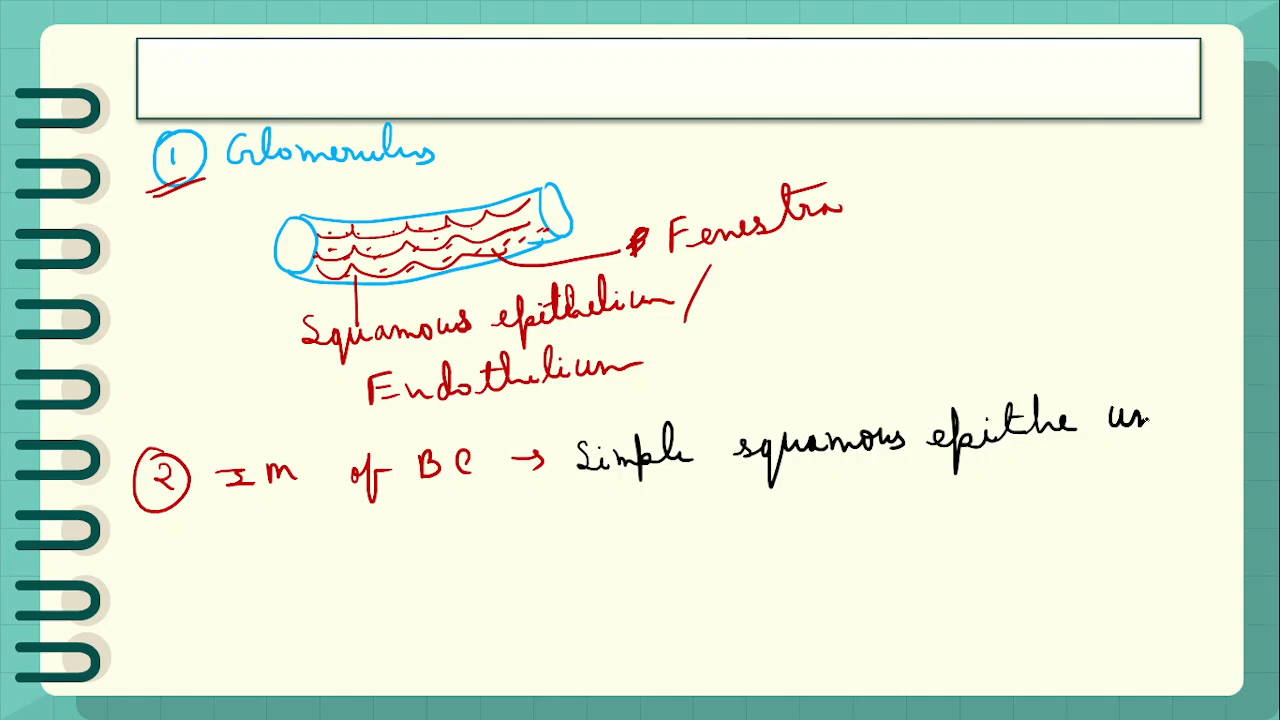 1 Glomerulus
Fenestra
Squamous epithelium/
Endothelium
2 IM of BC → Simple squamous epithe um